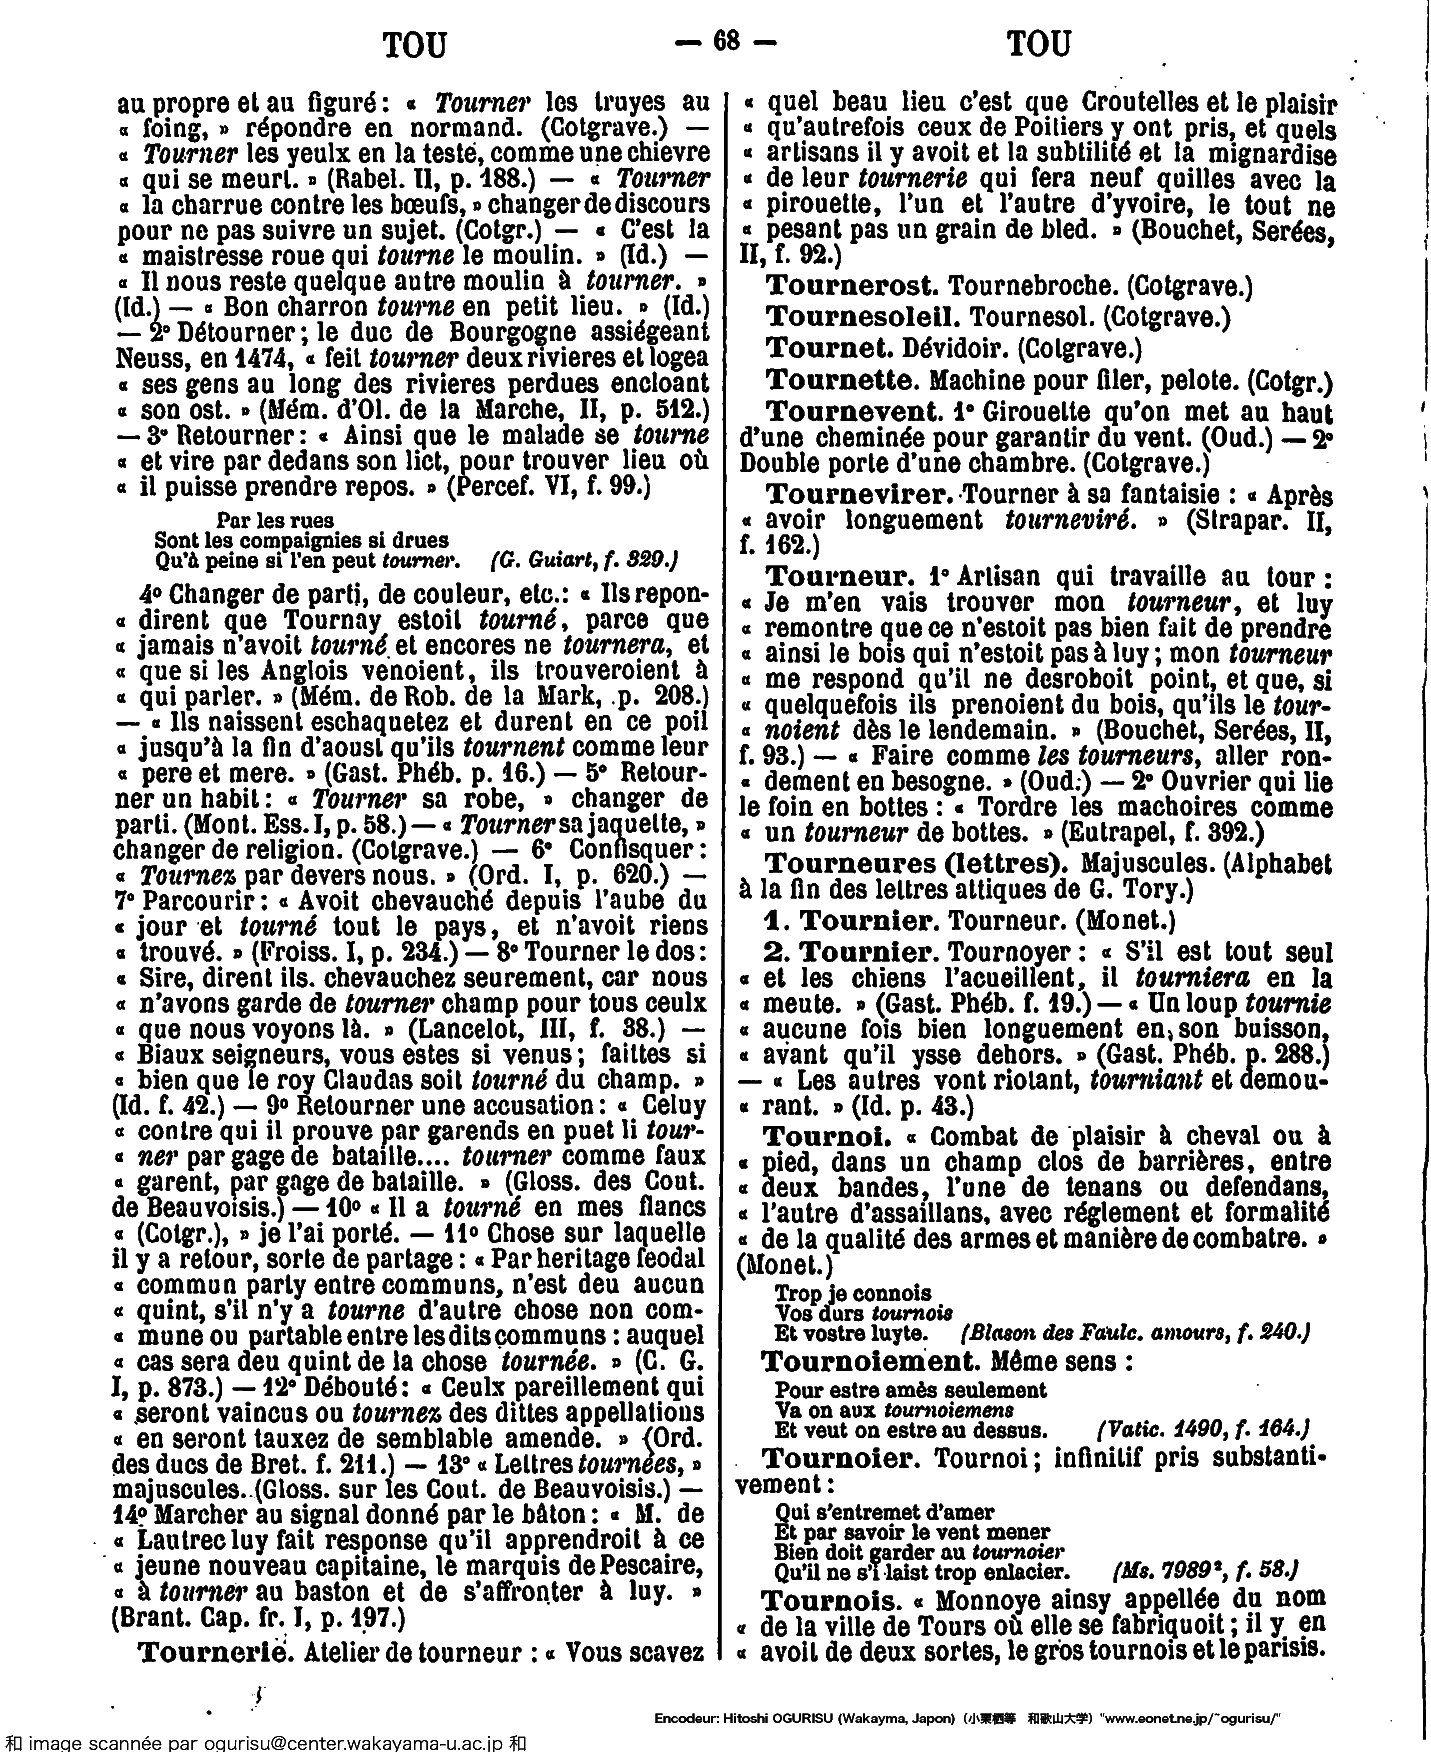 TOU — 68 — TOU
au propre et au figuré : « Tourner les truyes au
« foing, » répondre en normand. (Cotgrave.) —
« Tourner les yeulx en la teste, comme une chievre
« qui se meurt. » (Rabel. II, p. 188.) — « Tourner
« la charrue contre les bœufs, » changer de discours
pour ne pas suivre un sujet. (Cotgr.) — « C'est la
« maistresse roue qui tourne le moulin. » (Id.) —
« Il nous reste quelque autre moulin à tourner. »
(Id.) — « Bon charron tourne en petit lieu. » (Id.)
— 2° Détourner ; le duc de Bourgogne assiégeant
Neuss, en 1474, « feit tourner deux rivieres et logea
« ses gens au long des rivieres perdues encloant
« son ost. » (Mém. d'Ol. de la Marche, II, p. 512.)
— 3° Retourner : « Ainsi que le malade se tourne
« et vire par dedans son lict, pour trouver lieu où
« il puisse prendre repos. » (Percef. VI, f. 99.)
Par les rues
Sont les compaignies si drues
Qu'à peine si l'en peut tourner. (G. Guiart, f. 329.)
4° Changer de parti, de couleur, etc. : « Ils repon-
« dirent que Tournay estoil tourné, parce que
« jamais n'avoit tourné et encores ne tournera, et
« que si les Anglois venoient, ils trouveroient à
« qui parler. » (Mém. de Rob. de la Mark, p. 208.)
— « Ils naissent eschaquetez et durent en ce poil
« jusqu'à la fin d'aoust qu'ils tournent comme leur
« pere et mere. » (Gast. Phéb. p. 16.) — 5° Retour-
ner un habit : « Tourner sa robe, » changer de
parti. (Mont. Ess. I, p. 58.) — « Tourner sa jaquette, »
changer de religion. (Cotgrave.) — 6° Confisquer :
« Tournez par devers nous. » (Ord. I, p. 620.) —
7° Parcourir : « Avoit chevauché depuis l'aube du
« jour et tourné tout le pays, et n'avoit riens
« trouvé. » (Froiss. I, p. 234.) — 8° Tourner le dos :
« Sire, dirent ils. chevauchez seurement, car nous
« n'avons garde de tourner champ pour tous ceulx
« que nous voyons là. » (Lancelot, III, f. 38.) —
« Biaux seigneurs, vous estes si venus ; faittes si
« bien que le roy Claudas soit tourné du champ. »
(Id. f. 42.) — 9° Retourner une accusation : « Celuy
« contre qui il prouve par garends en puet li tour-
« ner par gage de bataille.... tourner comme faux
« garent, par gage de bataille. » (Gloss. des Cout.
de Beauvoisis.) — 10° « Il a tourné en mes flancs
« (Cotgr.), » je l'ai porté. — 11° Chose sur laquelle
il y a retour, sorte de partage : « Par heritage feodal
« commun party entre communs, n'est deu aucun
« quint, s'il n'y a tourne d'autre chose non com-
« mune ou partable entre les dits communs : auquel
« cas sera deu quint de la chose tournée. » (C. G.
I, p. 873.) — 12° Débouté : « Ceulx pareillement qui
« seront vaincus ou tournez des dittes appellations
« en seront tauxez de semblable amende. » (Ord.
des ducs de Bret. f. 211.) — 13° « Lettres tournées, »
majuscules. (Gloss. sur les Cout. de Beauvoisis.) —
14° Marcher au signal donné par le bâton : « M. de
« Lautrec luy fait response qu'il apprendroit à ce
« jeune nouveau capitaine, le marquis de Pescaire,
« à tourner au baston et de s'affronter à luy. »
(Brant. Cap. fr. I, p. 197.)
Tournerie. Atelier de tourneur : « Vous scavez
« quel beau lieu c'est que Croutelles et le plaisir
« qu'autrefois ceux de Poitiers y ont pris, et quels
« artisans il y avoit et la subtilité et la mignardise
« de leur tournerie qui fera neuf quilles avec la
« pirouette, l'un et l'autre d'yvoire, le tout ne
« pesant pas un grain de bled. » (Bouchet, Serées,
II, f. 92.)
Tournerost. Tournebroche. (Cotgrave.)
Tournesoleil. Tournesol. (Cotgrave.)
Tournet. Dévidoir. (Cotgrave.)
Tournette. Machine pour filer, pelote. (Cotgr.)
Tournevent. 1° Girouette qu'on met au haut
d'une cheminée pour garantir du vent. (Oud.) — 2°
Double porte d'une chambre. (Cotgrave.)
Tournevirer. Tourner à sa fantaisie : « Après
« avoir longuement tourneviré. » (Strapar. II,
f. 162.)
Tourneur. 1° Artisan qui travaille au tour :
« Je m'en vais trouver mon tourneur, et luy
« remontre que ce n'estoit pas bien fait de prendre
« ainsi le bois qui n'estoit pas à luy ; mon tourneur
« me respond qu'il ne desroboit point, et que, si
« quelquefois ils prenoient du bois, qu'ils le tour-
« noient dès le lendemain. » (Bouchet, Serées, II,
f. 93.) — « Faire comme les tourneurs, aller ron-
« dement en besogne. » (Oud.) — 2° Ouvrier qui lie
le foin en bottes : « Tordre les machoires comme
« un tourneur de bottes. » (Eutrapel, f. 392.)
Tourneures (lettres). Majuscules. (Alphabet
à la fin des lettres attiques de G. Tory.)
1. Tournier. Tourneur. (Monet.)
2. Tournier. Tournoyer : « S'il est tout seul
« et les chiens l'acueillent, il tourniera en la
« meute. » (Gast. Phéb. f. 19.) — « Un loup tournie
« aucune fois bien longuement en son buisson,
« avant qu'il ysse dehors. » (Gast. Phéb. p. 288.)
— « Les autres vont riotant, tourniant et demou-
« rant. » (Id. p. 43.)
Tournoi. « Combat de plaisir à cheval ou à
« pied, dans un champ clos de barrières, entre
« deux bandes, l'une de tenans ou defendans,
« l'autre d'assaillans, avec réglement et formalité
« de la qualité des armes et manière de combatre. »
(Monet.)
Trop je connois
Vos durs tournois
Et vostre luyte. (Blason des Faulc. amours, f. 240.)
Tournoiement. Même sens :
Pour estre amès seulement
Va on aux tournoiemens
Et veut on estre au dessus. (Vatic. 1490, f. 164.)
Tournoier. Tournoi ; infinitif pris substanti-
vement :
Qui s'entremet d'amer
Et par savoir le vent mener
Bien doit garder au tournoier
Qu'il ne s'i laist trop enlacier. (Ms. 7989², f. 58.)
Tournois. « Monnoye ainsy appellée du nom
« de la ville de Tours où elle se fabriquoit ; il y en
« avoit de deux sortes, le gros tournois et le parisis.
Encodeur: Hitoshi OGURISU (Wakayma, Japon) (小栗栖等 和歌山大学) "www.eonet.ne.jp/~ogurisu/"
和 image scannée par ogurisu@center.wakayama-u.ac.jp 和